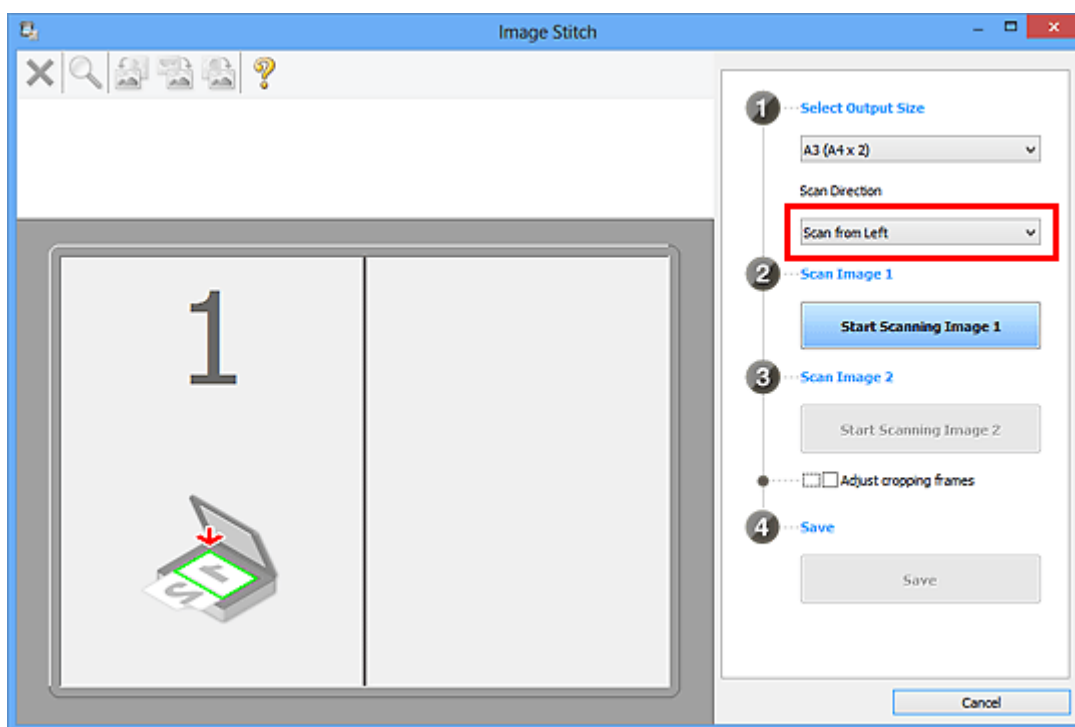 Image Stitch
1 Select Output Size
A3 (A4 x 2)
Scan Direction
Scan from Left
2 Scan Image 1
Start Scanning Image 1
3 Scan Image 2
Start Scanning Image 2
Adjust cropping frames
4 Save
Save
Cancel
1
1
2